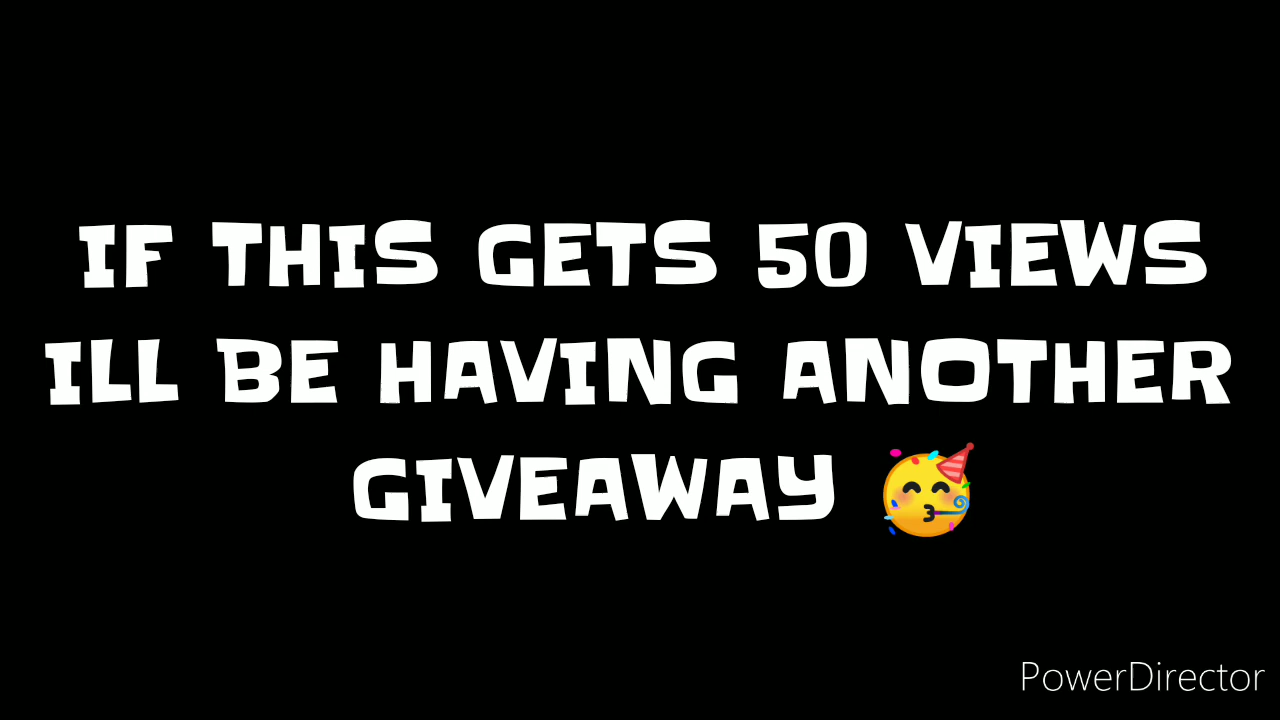 IF THIS GETS 50 VIEWS
ILL BE HAVING ANOTHER
GIVEAWAY 🥳
PowerDirector